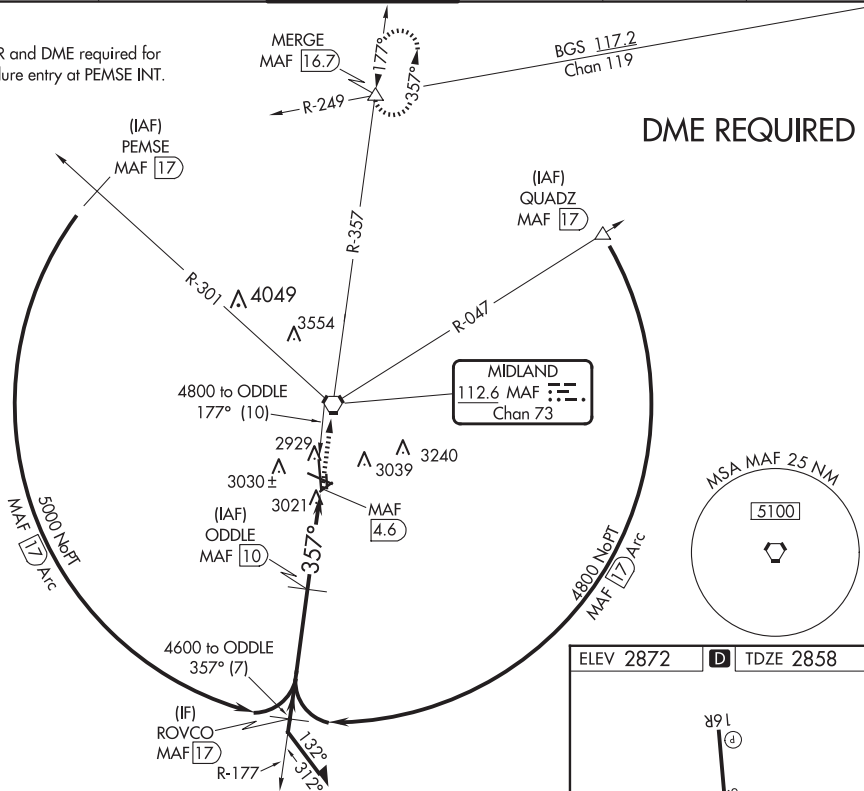 R and DME required for
lure entry at PEMSE INT.
MERGE
MAF 16.7
177°
357°
R-249
BGS 117.2
Chan 119
DME REQUIRED
(IAF)
PEMSE
MAF 17
(IAF)
QUADZ
MAF 17
R-357
R-301
4049
3554
R-047
MIDLAND
112.6 MAF
Chan 73
4800 to ODDLE
177° (10)
2929
3030 ±
3039
3240
3021
MAF
4.6
(IAF)
ODDLE
MAF 10
357°
5000 NoPT
MAF 17 Arc
4800 NoPT
MAF 17 Arc
MSA MAF 25 NM
5100
4600 to ODDLE
357° (7)
(IF)
ROVCO
MAF 17
R-177
132°
312°
ELEV 2872 D TDZE 2858
16R
P